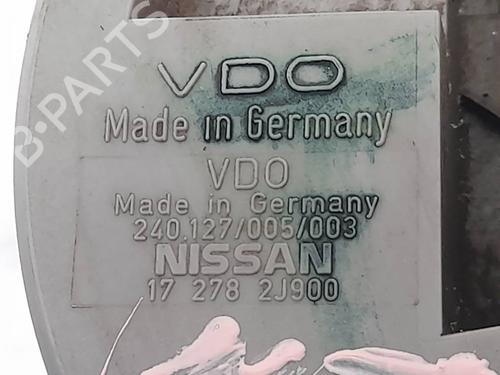 B-PARTS
VDO
Made in Germany
VDO
Made in Germany
240.127/005/003
NISSAN
17 278 2J900